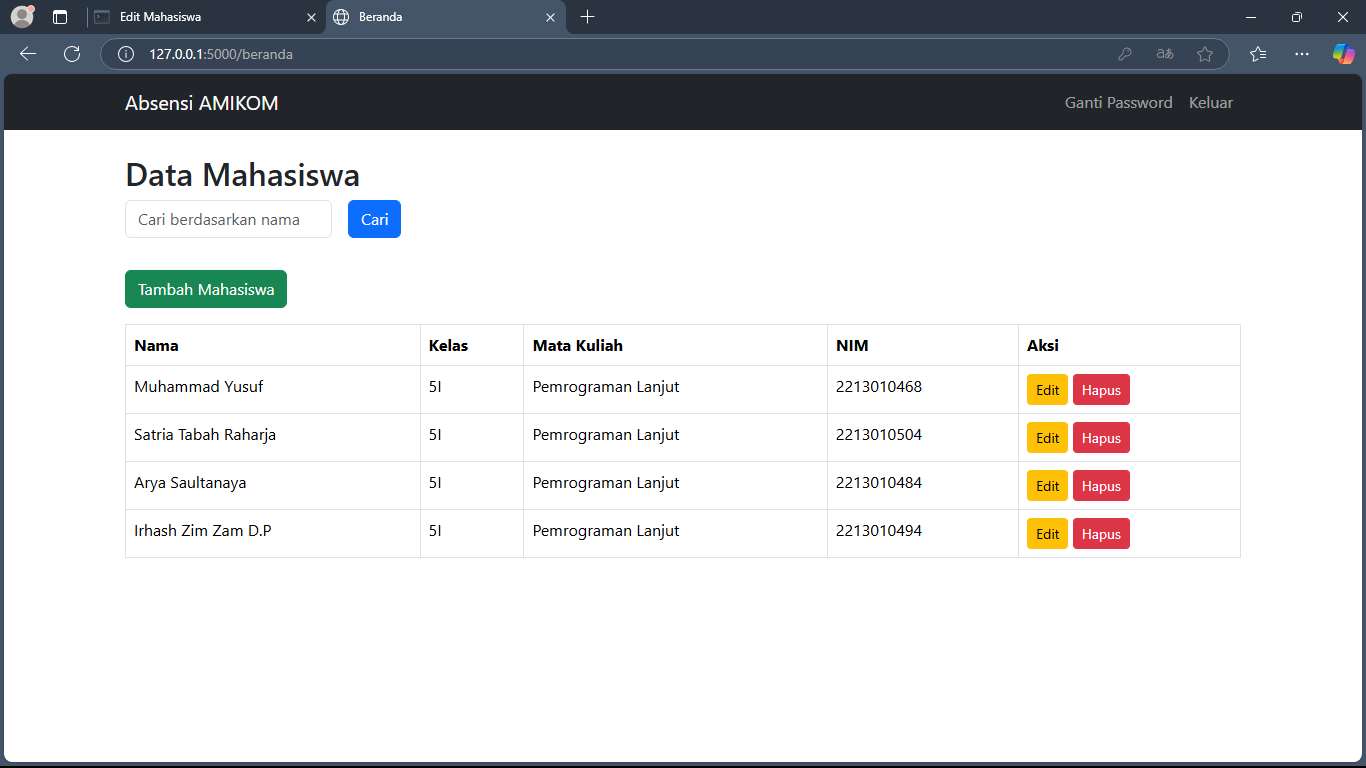 Edit Mahasiswa
Beranda
127.0.0.1:5000/beranda
aあ
Absensi AMIKOM
Ganti Password Keluar
Data Mahasiswa
Cari berdasarkan nama Cari
Tambah Mahasiswa
Nama Kelas Mata Kuliah NIM Aksi
Muhammad Yusuf 5I Pemrograman Lanjut 2213010468 Edit Hapus
Satria Tabah Raharja 5I Pemrograman Lanjut 2213010504 Edit Hapus
Arya Saultanaya 5I Pemrograman Lanjut 2213010484 Edit Hapus
Irhash Zim Zam D.P 5I Pemrograman Lanjut 2213010494 Edit Hapus